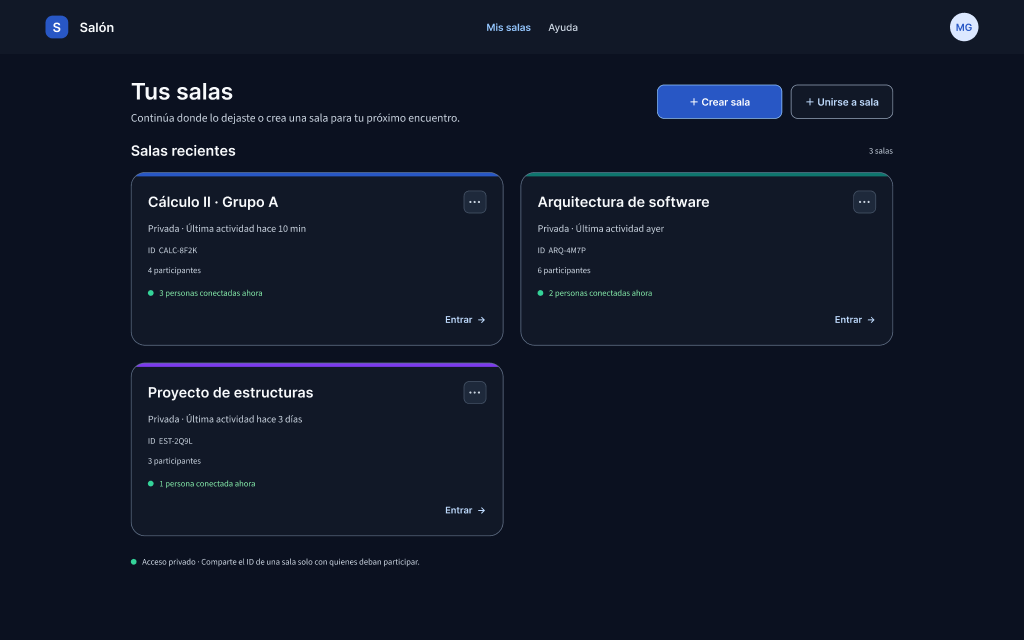 S Salón
Mis salas Ayuda
MG
Tus salas
Continúa donde lo dejaste o crea una sala para tu próximo encuentro.
+ Crear sala
+ Unirse a sala
Salas recientes
3 salas
Cálculo II · Grupo A
...
Privada · Última actividad hace 10 min
ID CALC-8F2K
4 participantes
3 personas conectadas ahora
Entrar →
Arquitectura de software
...
Privada · Última actividad ayer
ID ARQ-4M7P
6 participantes
2 personas conectadas ahora
Entrar →
Proyecto de estructuras
...
Privada · Última actividad hace 3 días
ID EST-2Q9L
3 participantes
1 persona conectada ahora
Entrar →
Acceso privado · Comparte el ID de una sala solo con quienes deban participar.